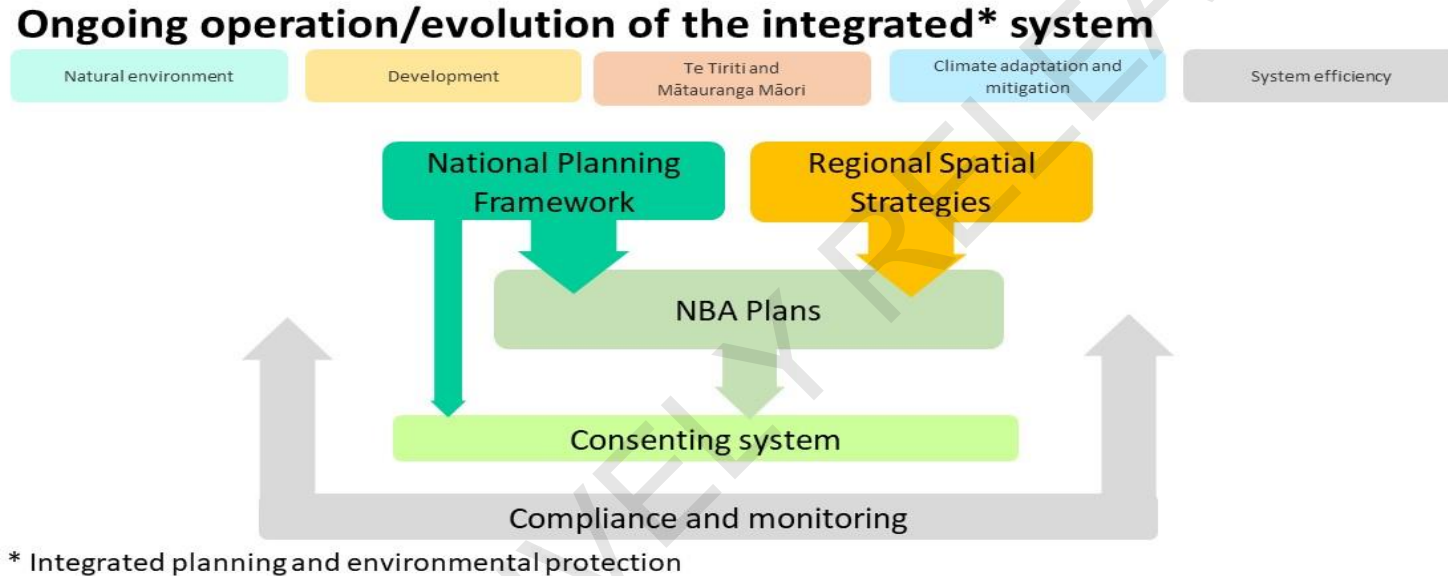 Ongoing operation/evolution of the integrated* system
Natural environment
Development
Te Tiriti and
Mātauranga Māori
Climate adaptation and
mitigation
System efficiency
National Planning
Framework
Regional Spatial
Strategies
NBA Plans
Consenting system
Compliance and monitoring
* Integrated planning and environmental protection